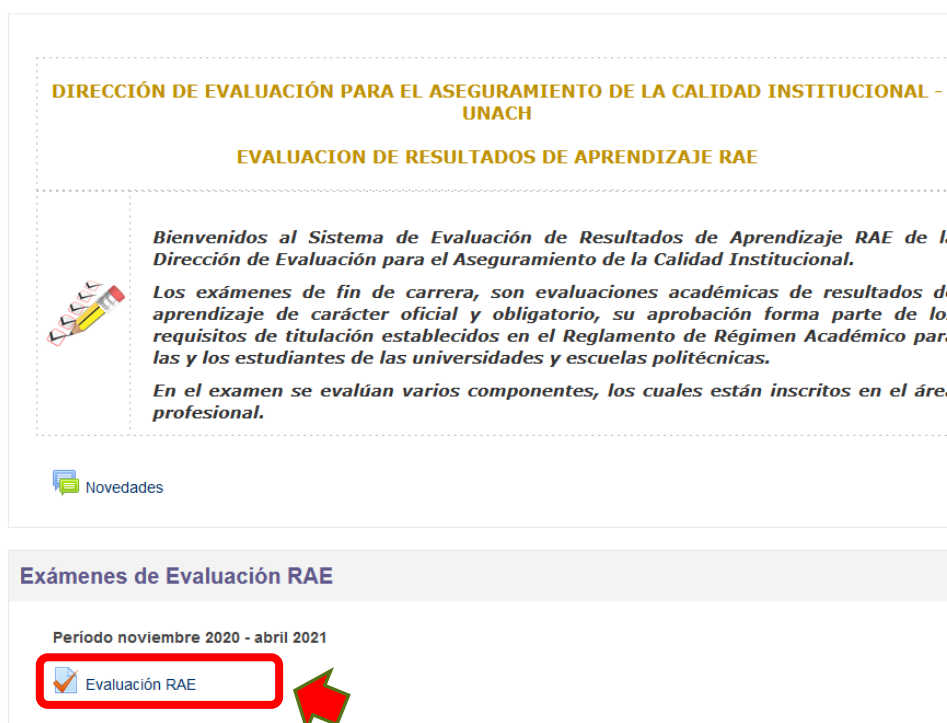 DIRECCIÓN DE EVALUACIÓN PARA EL ASEGURAMIENTO DE LA CALIDAD INSTITUCIONAL -
UNACH
EVALUACION DE RESULTADOS DE APRENDIZAJE RAE
Bienvenidos al Sistema de Evaluación de Resultados de Aprendizaje RAE de la
Dirección de Evaluación para el Aseguramiento de la Calidad Institucional.
Los exámenes de fin de carrera, son evaluaciones académicas de resultados de
aprendizaje de carácter oficial y obligatorio, su aprobación forma parte de los
requisitos de titulación establecidos en el Reglamento de Régimen Académico para
las y los estudiantes de las universidades y escuelas politécnicas.
En el examen se evalúan varios componentes, los cuales están inscritos en el área
profesional.
Novedades
Exámenes de Evaluación RAE
Período noviembre 2020 - abril 2021
Evaluación RAE